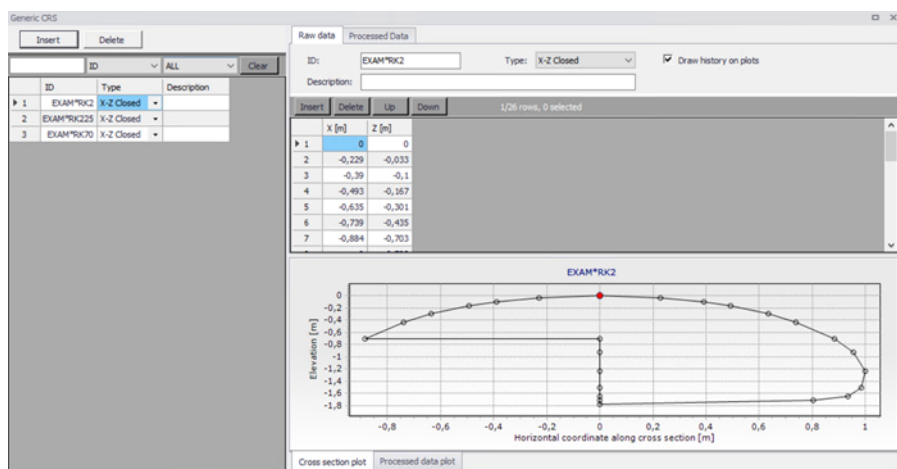 Generic CRS
Insert Delete
ID ALL Clear
ID Type Description
1 EXAM*RK2 X-Z Closed
2 EXAM*RK225 X-Z Closed
3 EXAM*RK70 X-Z Closed
Raw data Processed Data
ID: EXAM*RK2 Type: X-Z Closed Draw history on plots
Description:
Insert Delete Up Down 1/26 rows, 0 selected
X [m] Z [m]
1 0 0
2 -0,229 -0,033
3 -0,39 -0,1
4 -0,493 -0,167
5 -0,635 -0,301
6 -0,739 -0,435
7 -0,884 -0,703
EXAM*RK2
Elevation [m]
0
-0,2
-0,4
-0,6
-0,8
-1
-1,2
-1,4
-1,6
-1,8
-0,8 -0,6 -0,4 -0,2 0 0,2 0,4 0,6 0,8 1
Horizontal coordinate along cross section [m]
Cross section plot Processed data plot